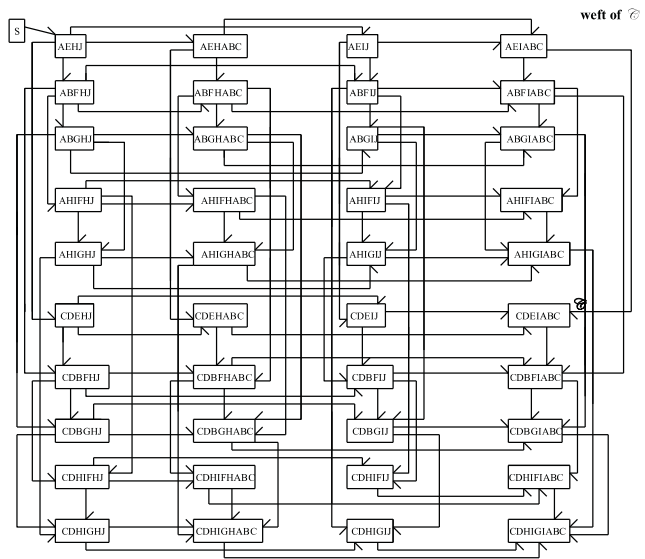 weft of 𝒞
S
AEHJ AEHABC AEIJ AEIABC
ABFHJ ABFHABC ABFIJ ABFIABC
ABGHJ ABGHABC ABGIJ ABGIABC
AHIFHJ AHIFHABC AHIFIJ AHIFIABC
AHIGHJ AHIGHABC AHIGIJ AHIGIABC
𝒞
CDEHJ CDEHABC CDEIJ CDEIABC
CDBFHJ CDBFHABC CDBFIJ CDBFIABC
CDBGHJ CDBGHABC CDBGIJ CDBGIABC
CDHIFHJ CDHIFHABC CDHIFIJ CDHIFIABC
CDHIGHJ CDHIGHABC CDHIGIJ CDHIGIABC